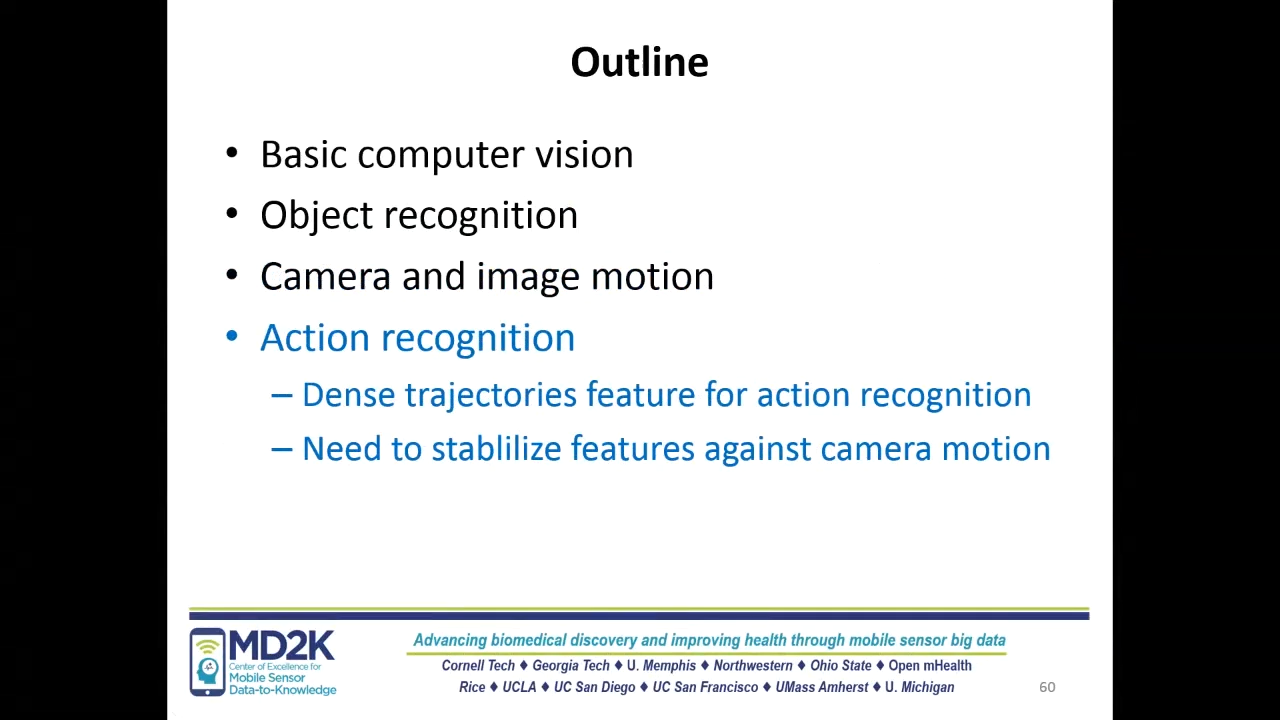 Outline
• Basic computer vision
• Object recognition
• Camera and image motion
• Action recognition
– Dense trajectories feature for action recognition
– Need to stablilize features against camera motion
MD2K
Center of Excellence for
Mobile Sensor
Data-to-Knowledge
Advancing biomedical discovery and improving health through mobile sensor big data
Cornell Tech ♦ Georgia Tech ♦ U. Memphis ♦ Northwestern ♦ Ohio State ♦ Open mHealth
Rice ♦ UCLA ♦ UC San Diego ♦ UC San Francisco ♦ UMass Amherst ♦ U. Michigan
60